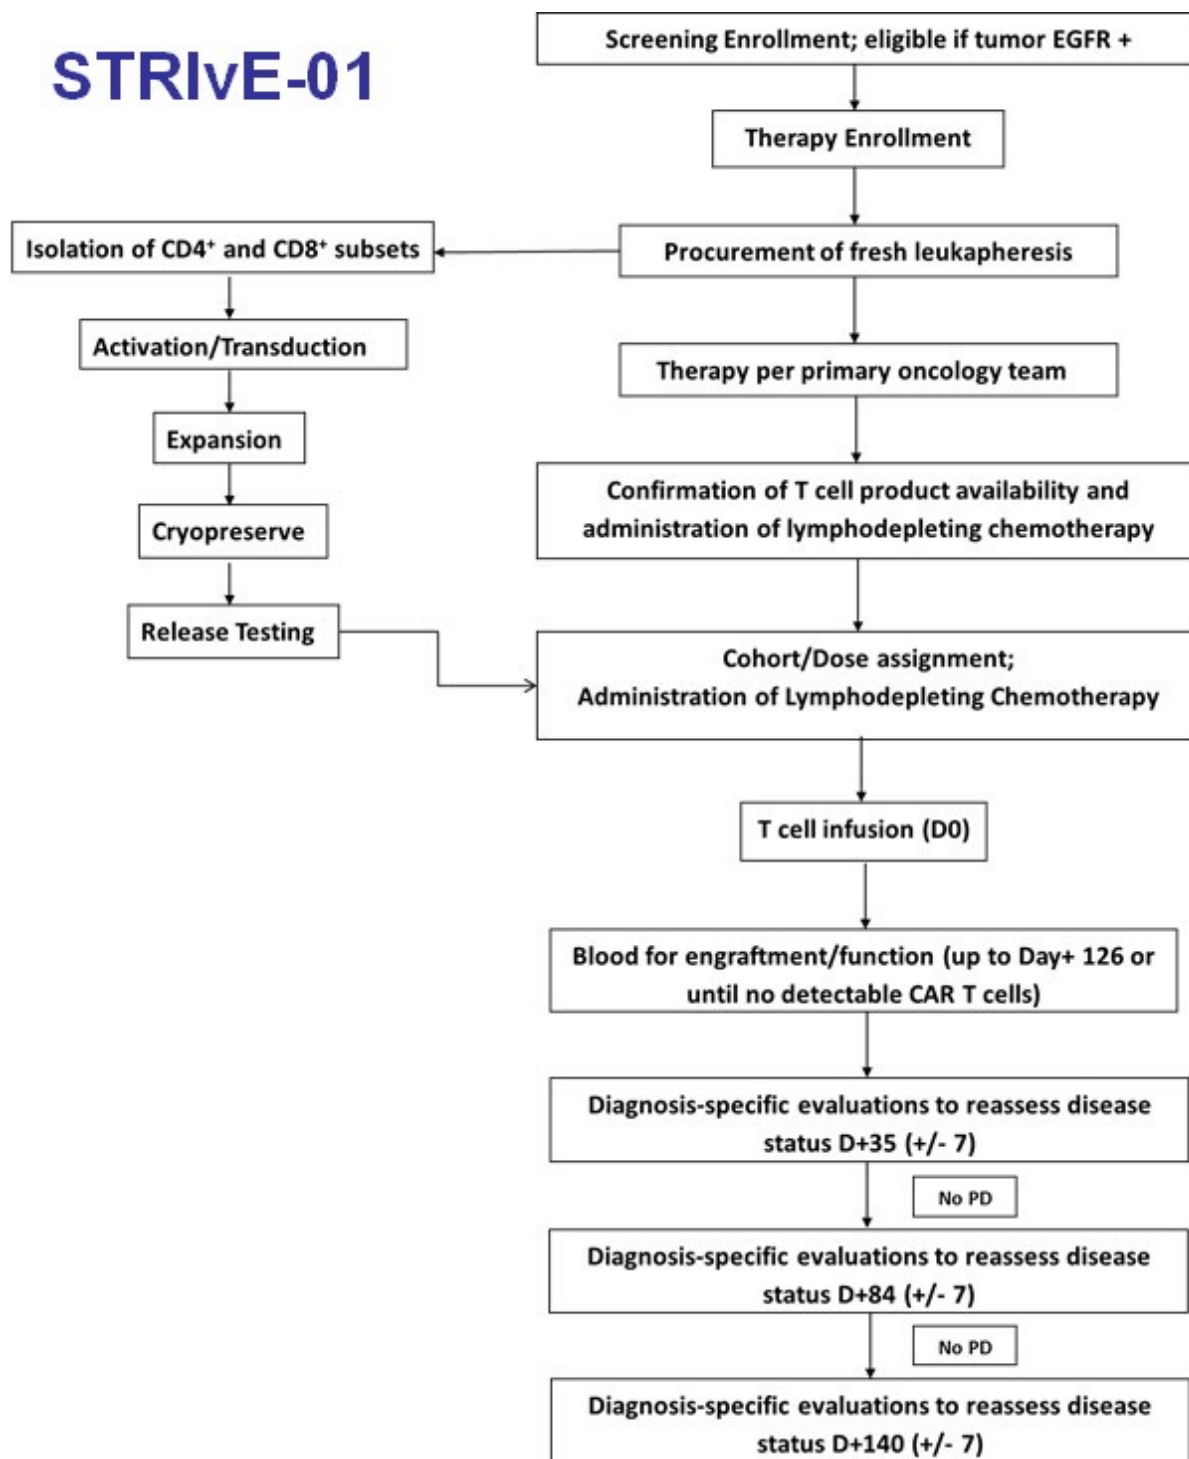 STRIvE-01
Screening Enrollment; eligible if tumor EGFR +
Therapy Enrollment
Procurement of fresh leukapheresis
Isolation of CD4⁺ and CD8⁺ subsets
Activation/Transduction
Expansion
Cryopreserve
Release Testing
Therapy per primary oncology team
Confirmation of T cell product availability and
administration of lymphodepleting chemotherapy
Cohort/Dose assignment;
Administration of Lymphodepleting Chemotherapy
T cell infusion (D0)
Blood for engraftment/function (up to Day+ 126 or
until no detectable CAR T cells)
Diagnosis-specific evaluations to reassess disease
status D+35 (+/- 7)
No PD
Diagnosis-specific evaluations to reassess disease
status D+84 (+/- 7)
No PD
Diagnosis-specific evaluations to reassess disease
status D+140 (+/- 7)